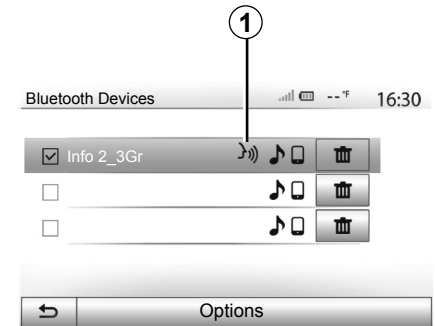 1
Bluetooth Devices -- °F 16:30
Info 2_3Gr
Options